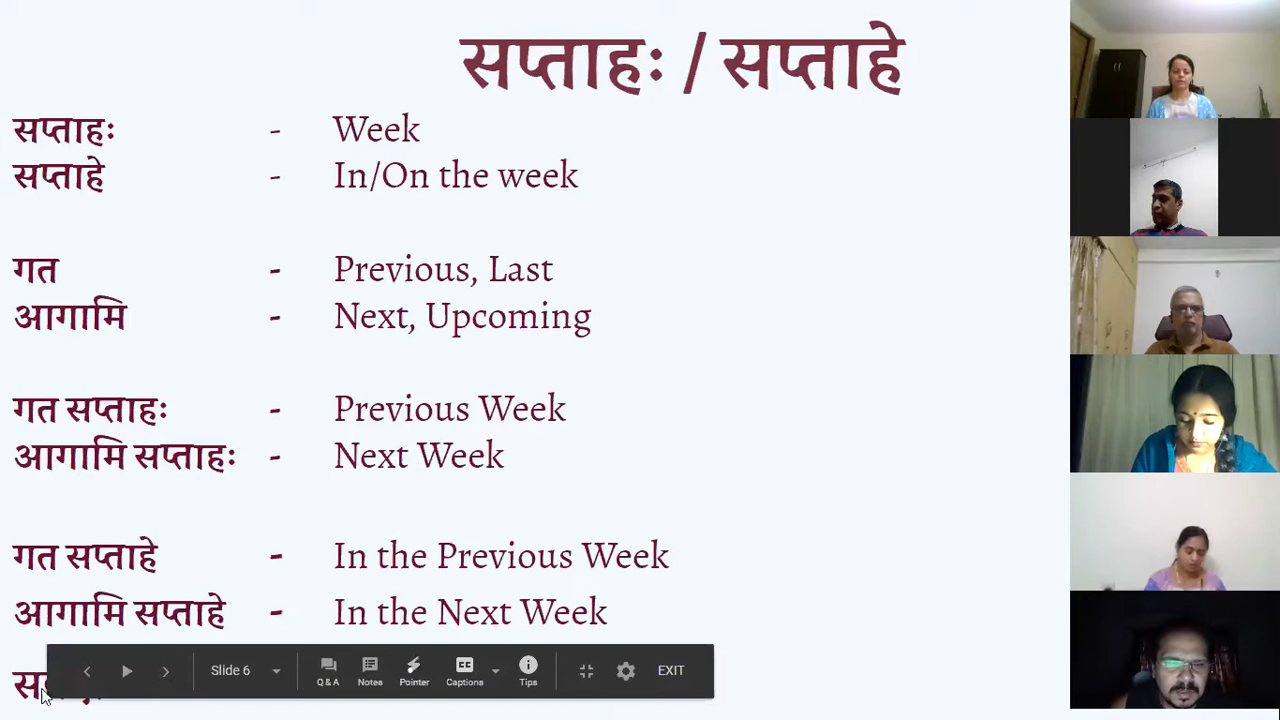 सप्ताहः / सप्ताहे
सप्ताहः - Week
सप्ताहे - In/On the week
गत - Previous, Last
आगामि - Next, Upcoming
गत सप्ताहः - Previous Week
आगामि सप्ताहः - Next Week
गत सप्ताहे - In the Previous Week
आगामि सप्ताहे - In the Next Week
Slide 6 Q & A Notes Pointer CC Captions Tips EXIT